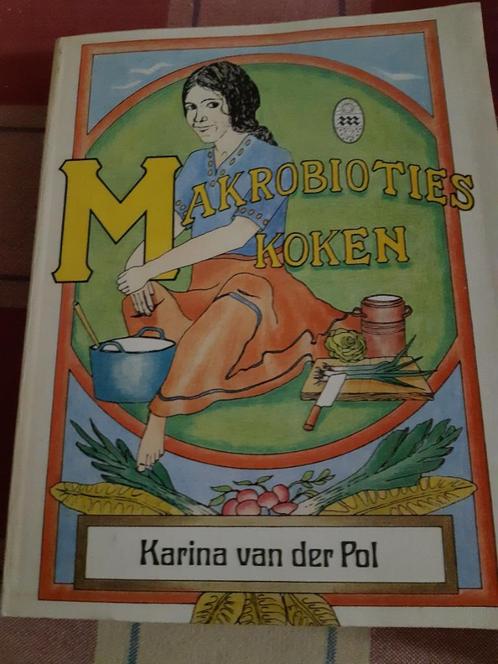 MAKROBIOTIES
KOKEN
Karina van der Pol